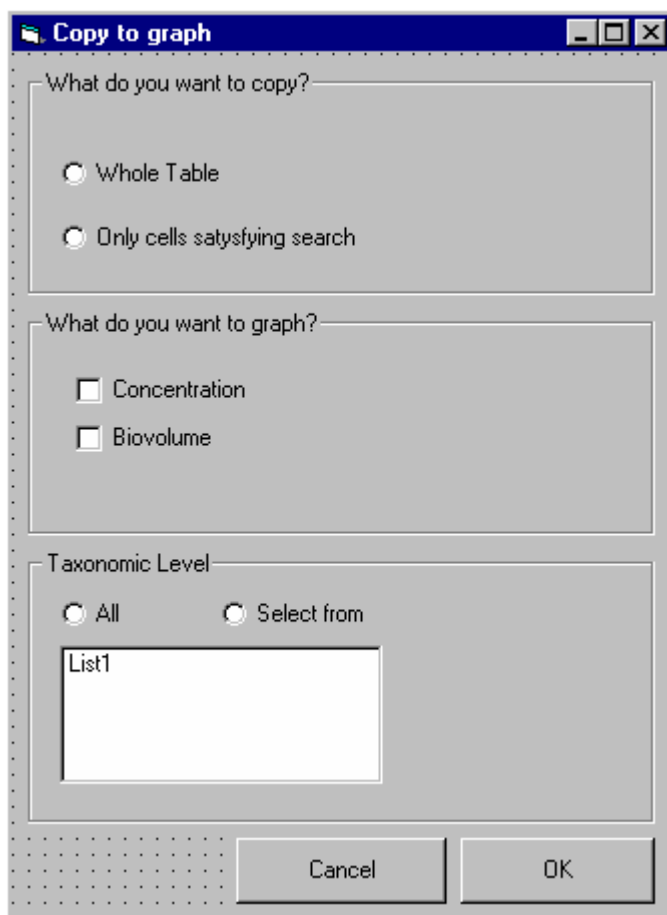 Copy to graph
What do you want to copy?
Whole Table
Only cells satysfying search
What do you want to graph?
Concentration
Biovolume
Taxonomic Level
All Select from
List1
Cancel OK